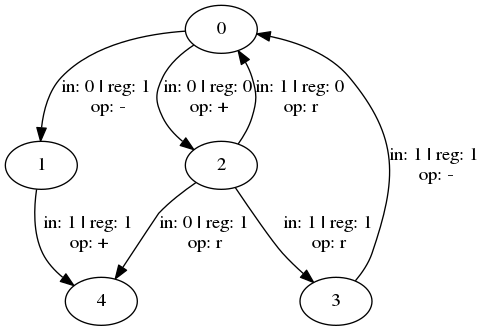 0
in: 0 | reg: 1
op: -
in: 0 | reg: 0
op: +
in: 1 | reg: 0
op: r
in: 1 | reg: 1
op: -
1
2
in: 1 | reg: 1
op: +
in: 0 | reg: 1
op: r
in: 1 | reg: 1
op: r
4
3